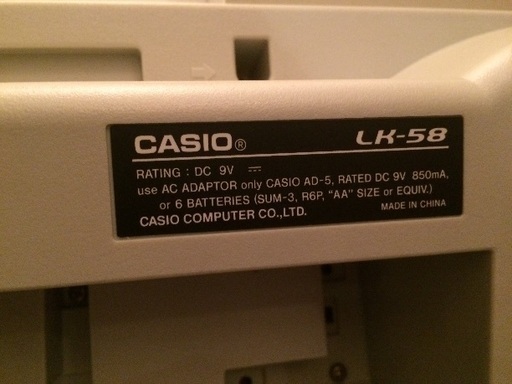 CASIO® LK-58
RATING : DC 9V ⎓
use AC ADAPTOR only CASIO AD-5, RATED DC 9V 850mA,
or 6 BATTERIES (SUM-3, R6P, "AA" SIZE or EQUIV.)
CASIO COMPUTER CO.,LTD. MADE IN CHINA